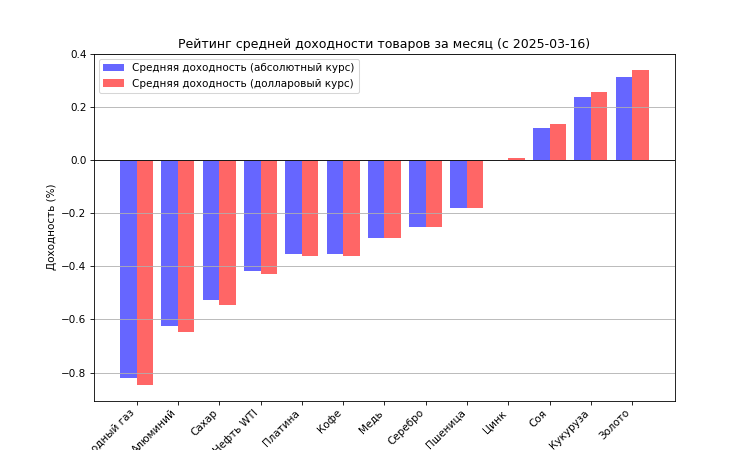 Рейтинг средней доходности товаров за месяц (с 2025-03-16)
Средняя доходность (абсолютный курс)
Средняя доходность (долларовый курс)
0.4
0.2
0.0
−0.2
−0.4
−0.6
−0.8
Доходность (%)
одный газ
Алюминий
Сахар
Нефть WTI
Платина
Кофе
Медь
Серебро
Пшеница
Цинк
Соя
Кукуруза
Золото